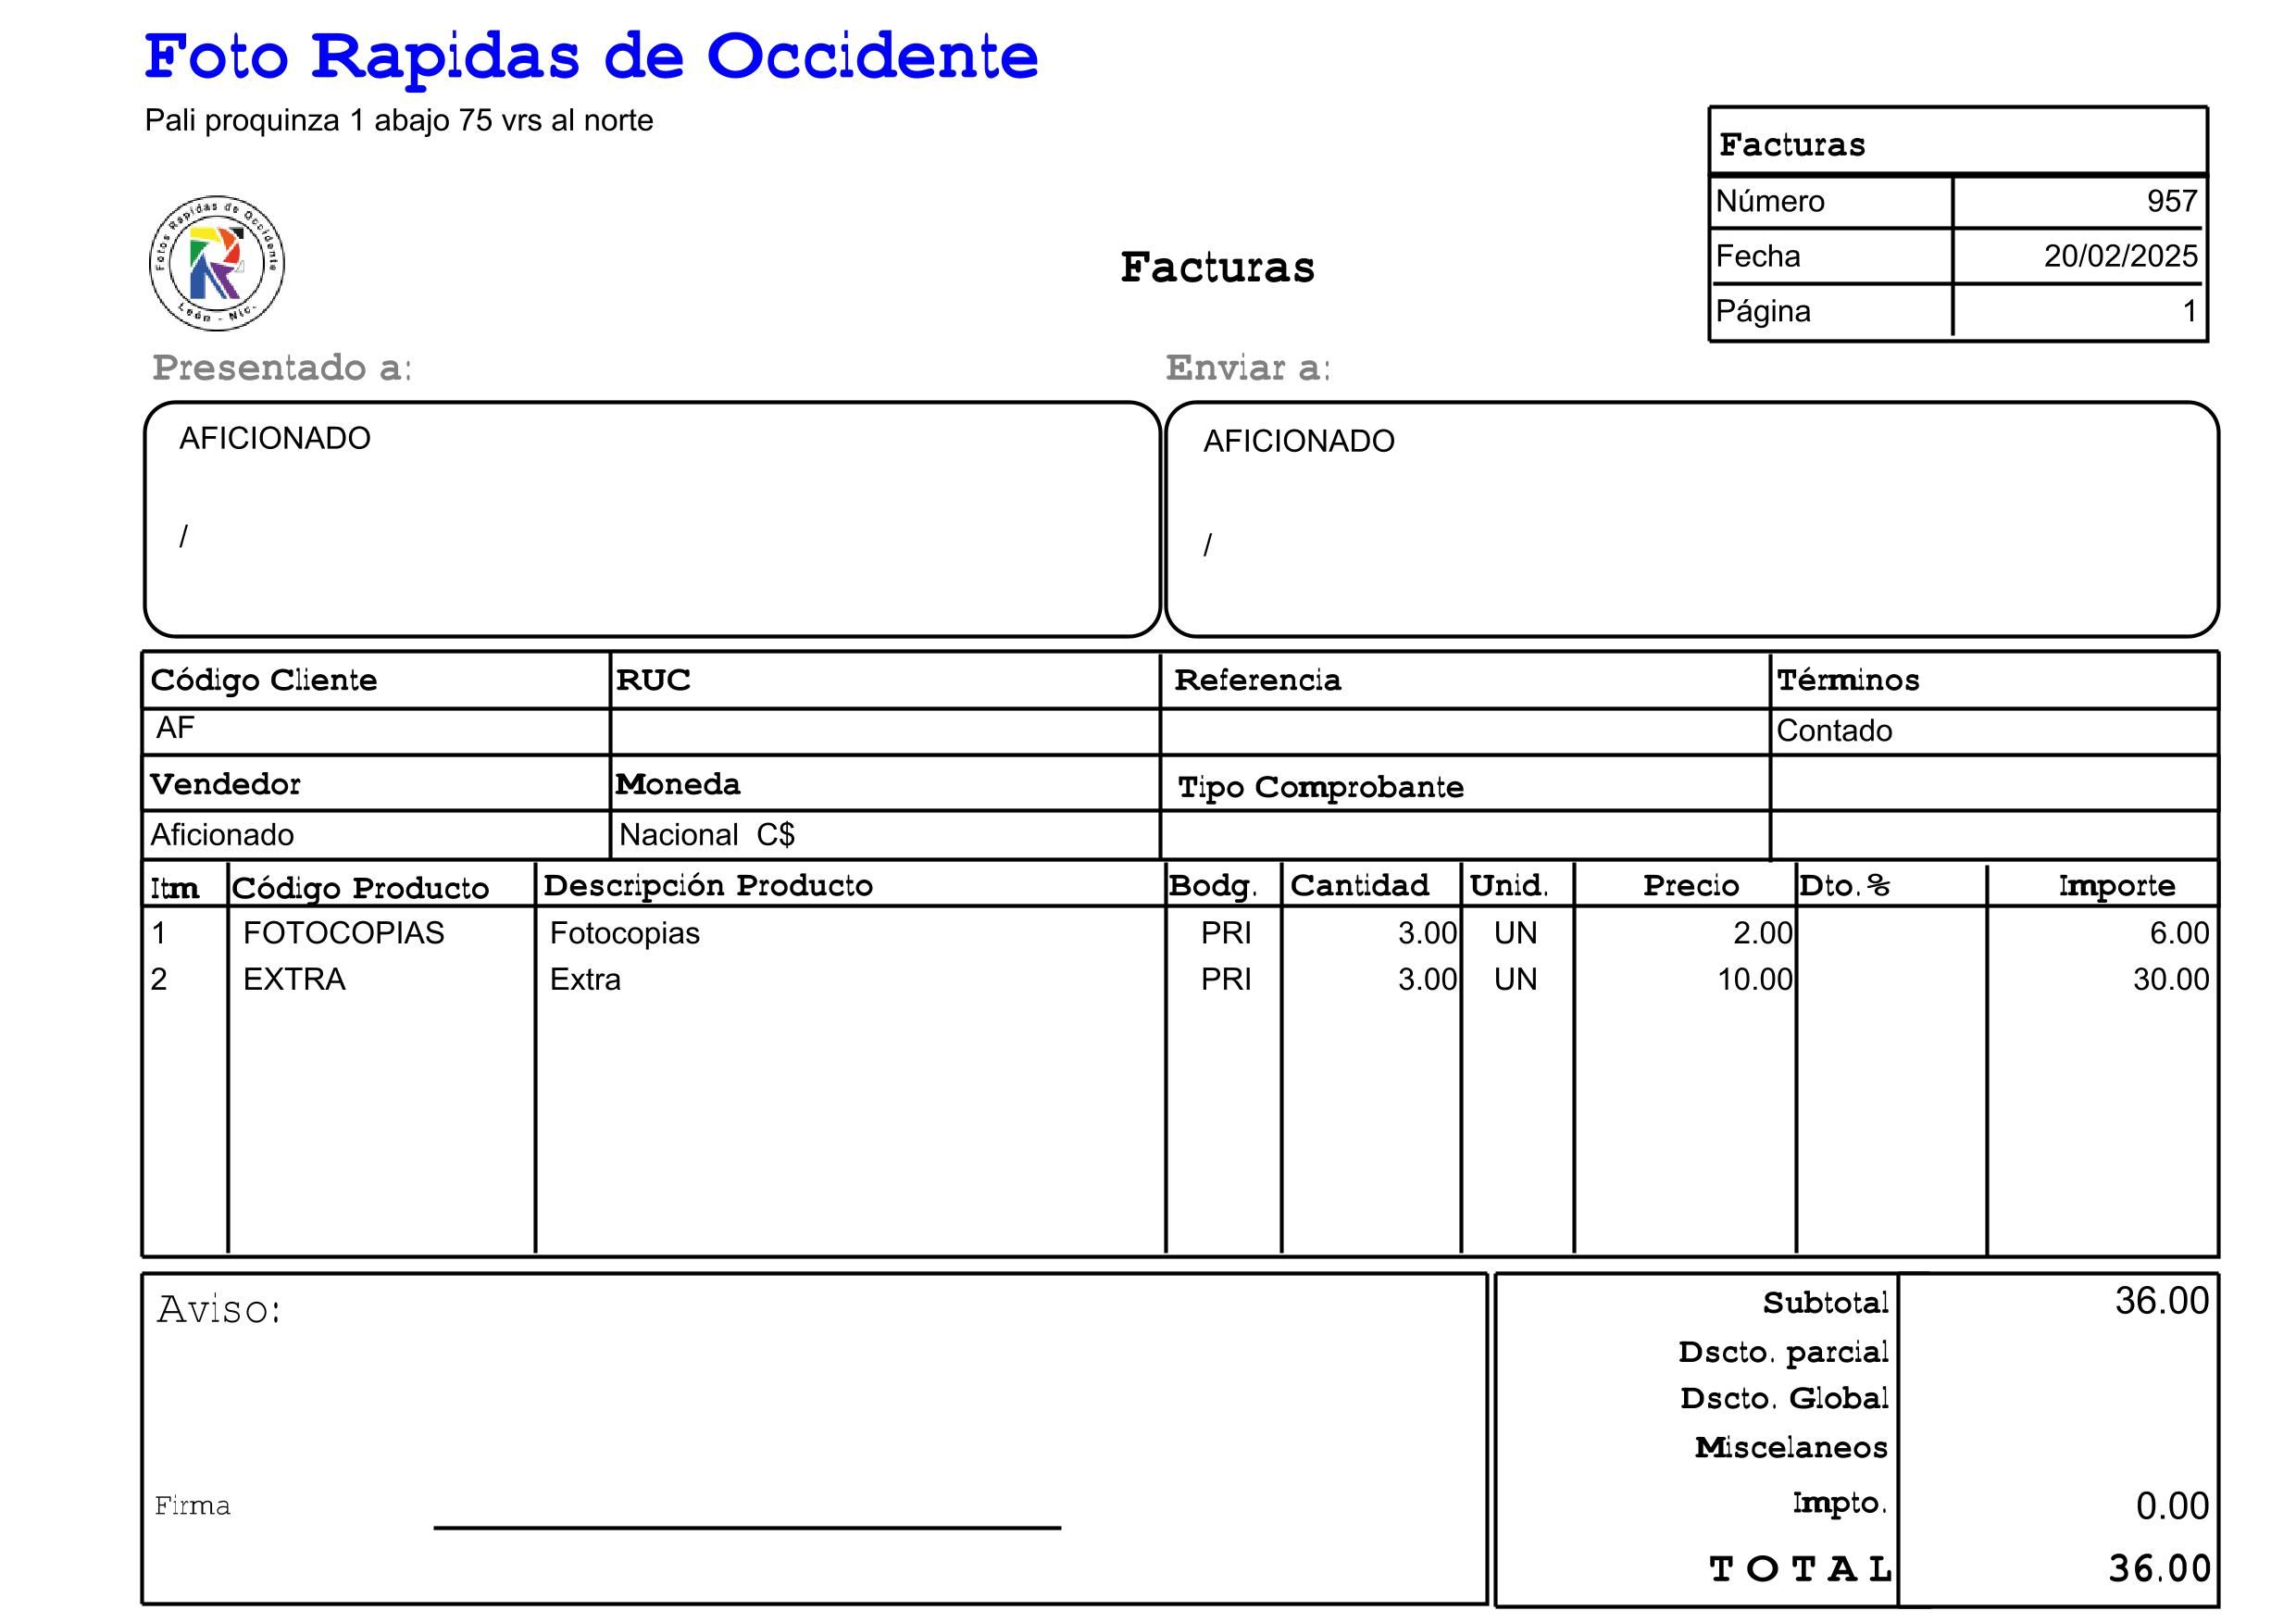 Foto Rapidas de Occidente
Pali proquinza 1 abajo 75 vrs al norte
Facturas
Número 957
Fecha 20/02/2025
Página 1
Fotos Rapidas de Occidente
León - Nic.
Facturas
Presentado a: Enviar a:
AFICIONADO AFICIONADO
/ /
Código Cliente RUC Referencia Términos
AF Contado
Vendedor Moneda Tipo Comprobante
Aficionado Nacional C$
Itm Código Producto Descripción Producto Bodg. Cantidad Unid. Precio Dto.% Importe
1 FOTOCOPIAS Fotocopias PRI 3.00 UN 2.00 6.00
2 EXTRA Extra PRI 3.00 UN 10.00 30.00
Aviso:
Subtotal 36.00
Dscto. parcial
Dscto. Global
Miscelaneos
Firma
Impto. 0.00
TOTAL 36.00